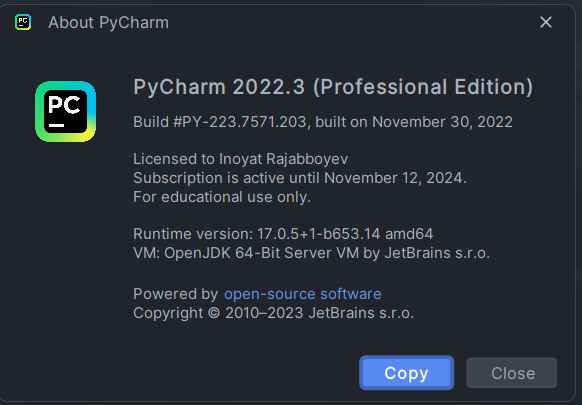 About PyCharm
PC
PyCharm 2022.3 (Professional Edition)
PC
Build #PY-223.7571.203, built on November 30, 2022
Licensed to Inoyat Rajabboyev
Subscription is active until November 12, 2024.
For educational use only.
Runtime version: 17.0.5+1-b653.14 amd64
VM: OpenJDK 64-Bit Server VM by JetBrains s.r.o.
Powered by open-source software
Copyright © 2010–2023 JetBrains s.r.o.
Copy
Close